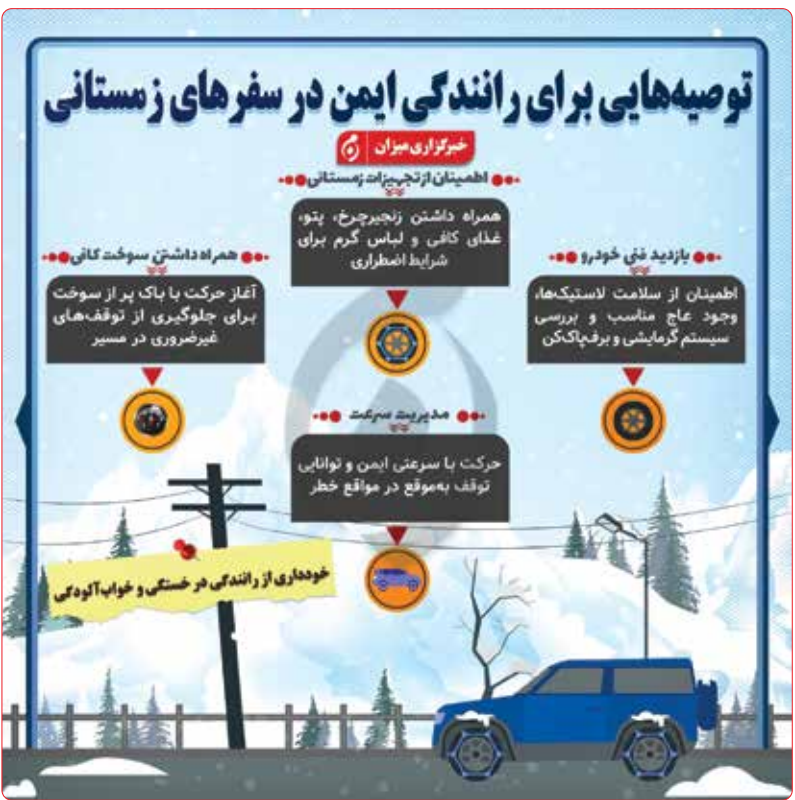 توصیه‌هایی برای رانندگی ایمن در سفرهای زمستانی
خبرگزاری میزان
اطمینان از تجهیزات زمستانی
همراه داشتن زنجیرچرخ، پتو،
غذای کافی و لباس گرم برای
شرایط اضطراری
بازدید فنی خودرو
اطمینان از سلامت لاستیک‌ها،
وجود عاج مناسب و بررسی
سیستم گرمایشی و برف‌پاک‌کن
همراه داشتن سوخت کافی
آغاز حرکت با باک پر از سوخت
برای جلوگیری از توقف‌های
غیرضروری در مسیر
مدیریت سرعت
حرکت با سرعتی ایمن و توانایی
توقف به‌موقع در مواقع خطر
خودداری از رانندگی در خستگی و خواب‌آلودگی